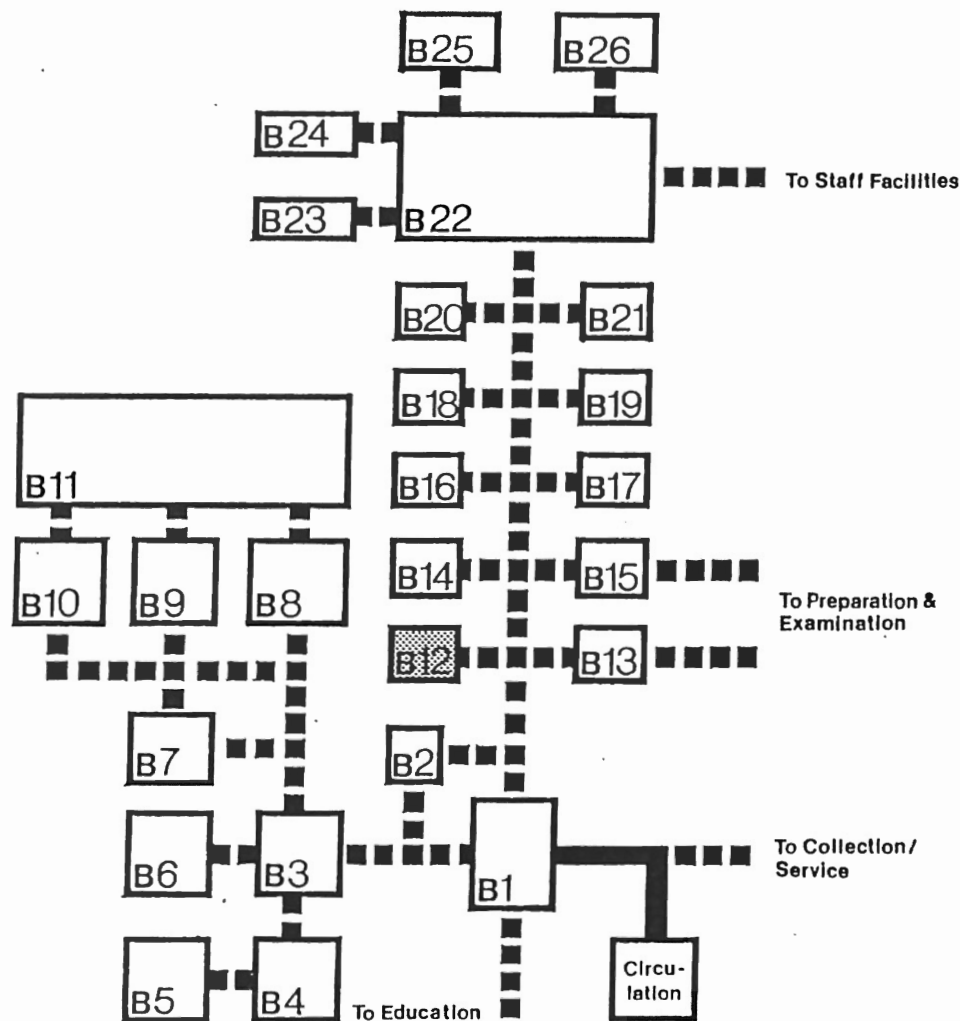 B25
B26
B24
To Staff Facilities
B23
B22
B20
B21
B18
B19
B11
B16
B17
B10
B9
B8
B14
B15
To Preparation &
Examination
B12
B13
B7
B2
B6
B3
B1
To Collection/
Service
B5
B4
To Education
Circu-
lation